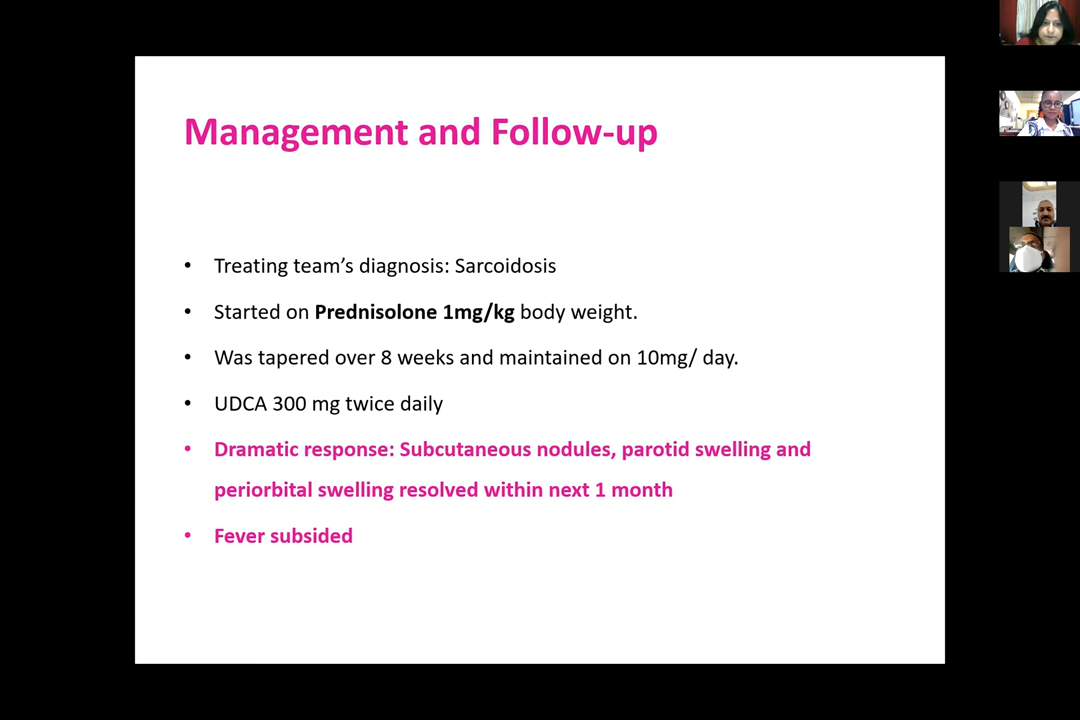 Management and Follow-up
• Treating team’s diagnosis: Sarcoidosis
• Started on Prednisolone 1mg/kg body weight.
• Was tapered over 8 weeks and maintained on 10mg/ day.
• UDCA 300 mg twice daily
• Dramatic response: Subcutaneous nodules, parotid swelling and
periorbital swelling resolved within next 1 month
• Fever subsided